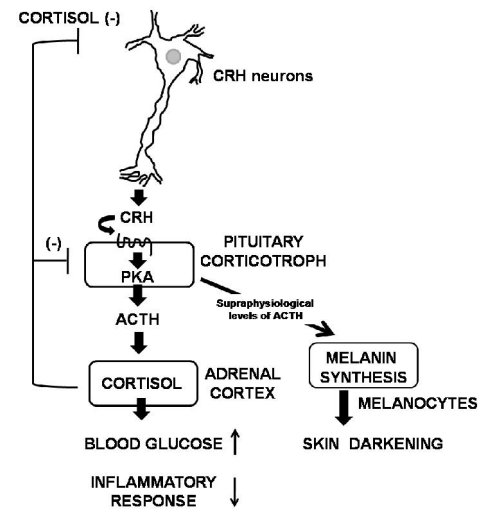 CORTISOL (-)
CRH neurons
CRH
(-)
PITUITARY
CORTICOTROPH
PKA
Supraphysiological
levels of ACTH
ACTH
MELANIN
SYNTHESIS
CORTISOL
ADRENAL
CORTEX
MELANOCYTES
BLOOD GLUCOSE
SKIN DARKENING
INFLAMMATORY
RESPONSE